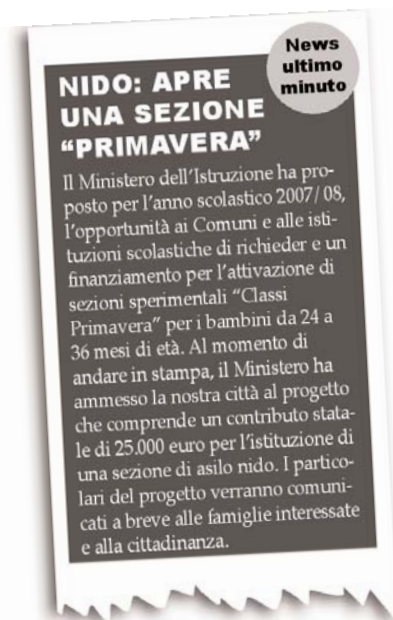 News
ultimo
minuto
NIDO: APRE
UNA SEZIONE
“PRIMAVERA”
Il Ministero dell’Istruzione ha pro-
posto per l’anno scolastico 2007/08,
l’opportunità ai Comuni e alle isti-
tuzioni scolastiche di richieder e un
finanziamento per l’attivazione di
sezioni sperimentali “Classi
Primavera” per i bambini da 24 a
36 mesi di età. Al momento di
andare in stampa, il Ministero ha
ammesso la nostra città al progetto
che comprende un contributo stata-
le di 25.000 euro per l’istituzione di
una sezione di asilo nido. I partico-
lari del progetto verranno comuni-
cati a breve alle famiglie interessate
e alla cittadinanza.